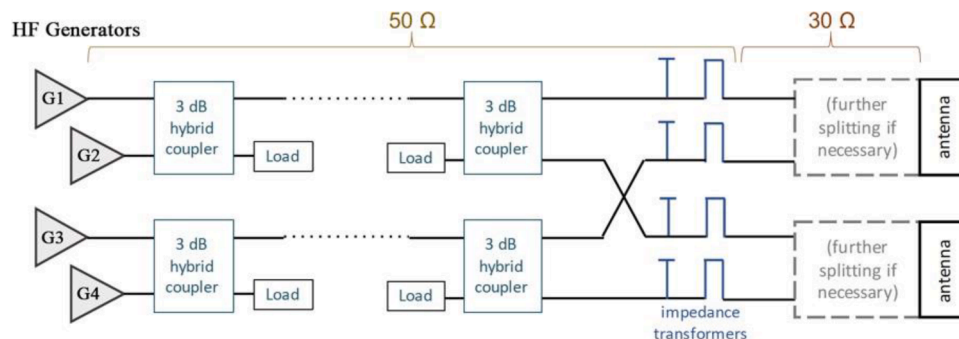 HF Generators
50 Ω
30 Ω
G1
3 dB
hybrid
coupler
G2
Load
Load
3 dB
hybrid
coupler
(further
splitting if
necessary)
antenna
G3
3 dB
hybrid
coupler
G4
Load
Load
3 dB
hybrid
coupler
(further
splitting if
necessary)
antenna
impedance
transformers